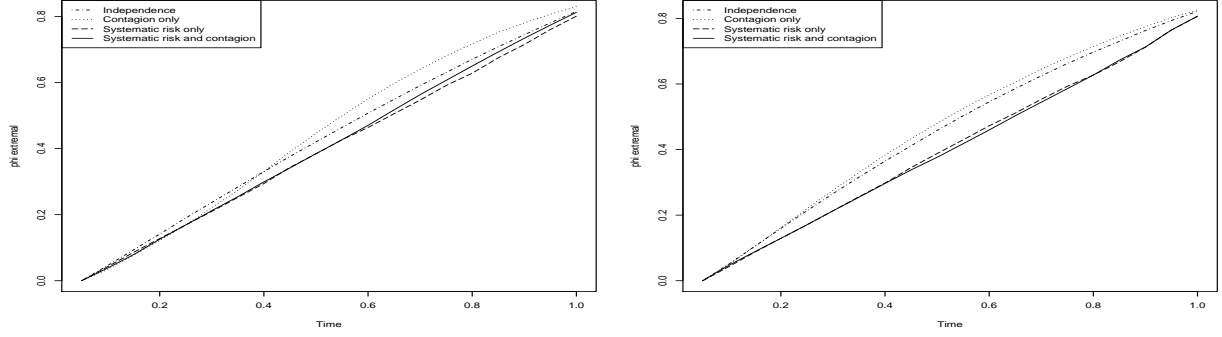 Independence
Contagion only
Systematic risk only
Systematic risk and contagion
phi extremal
0.8
0.6
0.4
0.2
0.0
0.2 0.4 0.6 0.8 1.0
Time
Independence
Contagion only
Systematic risk only
Systematic risk and contagion
phi extremal
0.8
0.6
0.4
0.2
0.0
0.2 0.4 0.6 0.8 1.0
Time